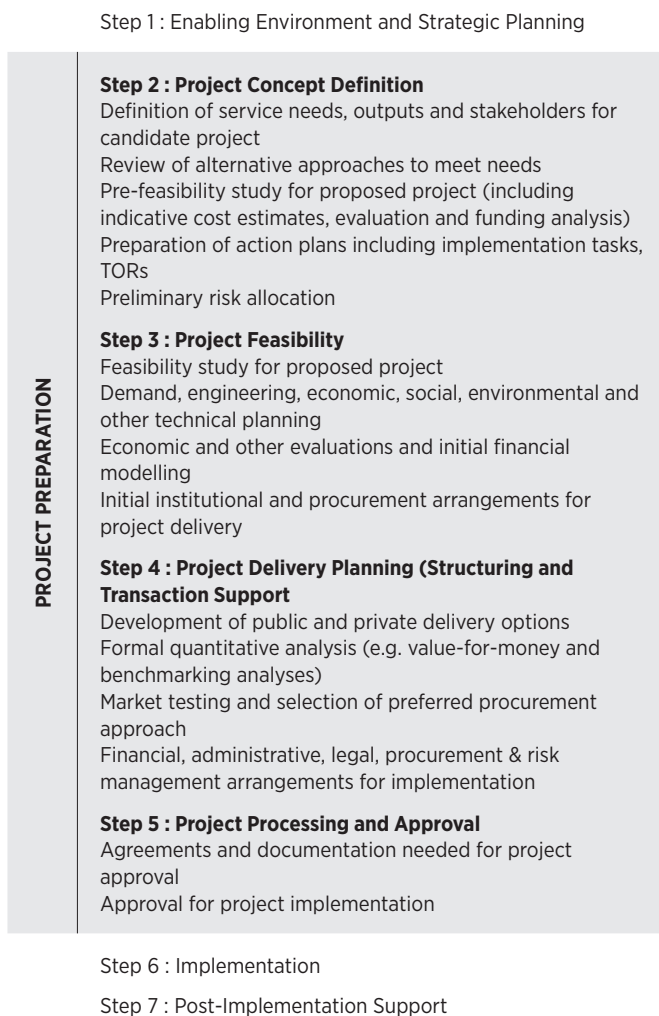 Step 1 : Enabling Environment and Strategic Planning
PROJECT PREPARATION
Step 2 : Project Concept Definition
Definition of service needs, outputs and stakeholders for
candidate project
Review of alternative approaches to meet needs
Pre-feasibility study for proposed project (including
indicative cost estimates, evaluation and funding analysis)
Preparation of action plans including implementation tasks,
TORs
Preliminary risk allocation
Step 3 : Project Feasibility
Feasibility study for proposed project
Demand, engineering, economic, social, environmental and
other technical planning
Economic and other evaluations and initial financial
modelling
Initial institutional and procurement arrangements for
project delivery
Step 4 : Project Delivery Planning (Structuring and
Transaction Support
Development of public and private delivery options
Formal quantitative analysis (e.g. value-for-money and
benchmarking analyses)
Market testing and selection of preferred procurement
approach
Financial, administrative, legal, procurement & risk
management arrangements for implementation
Step 5 : Project Processing and Approval
Agreements and documentation needed for project
approval
Approval for project implementation
Step 6 : Implementation
Step 7 : Post-Implementation Support